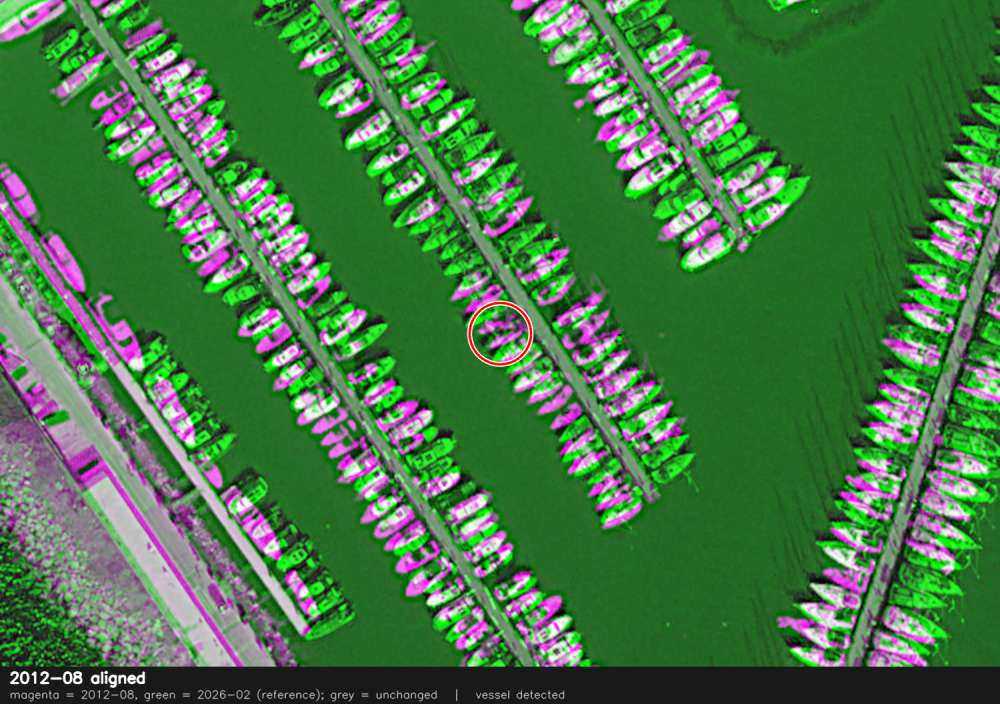 2012-08 aligned
magenta = 2012-08, green = 2026-02 (reference); grey = unchanged | vessel detected